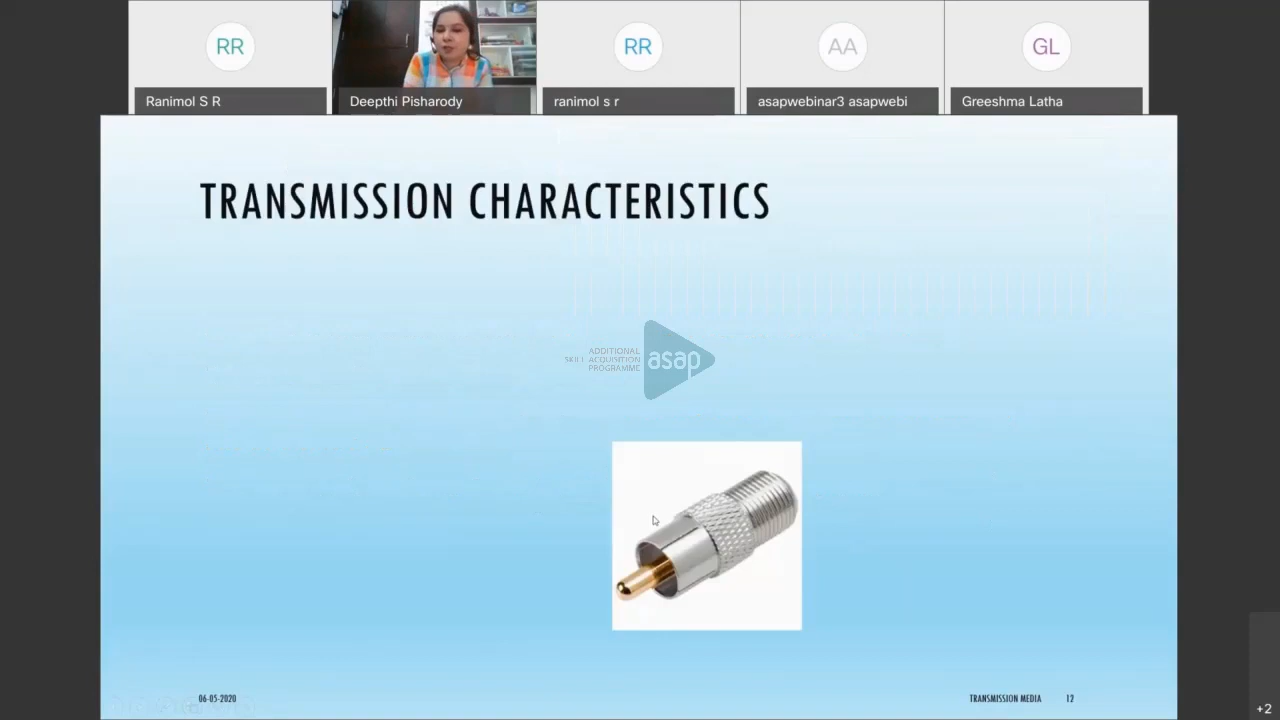 RR
RR
AA
GL
Ranimol S R
Deepthi Pisharody
ranimol s r
asapwebinar3 asapwebi
Greeshma Latha
TRANSMISSION CHARACTERISTICS
ADDITIONAL
SKILL ACQUISITION
PROGRAMME
asap
06-05-2020
TRANSMISSION MEDIA
12
+2